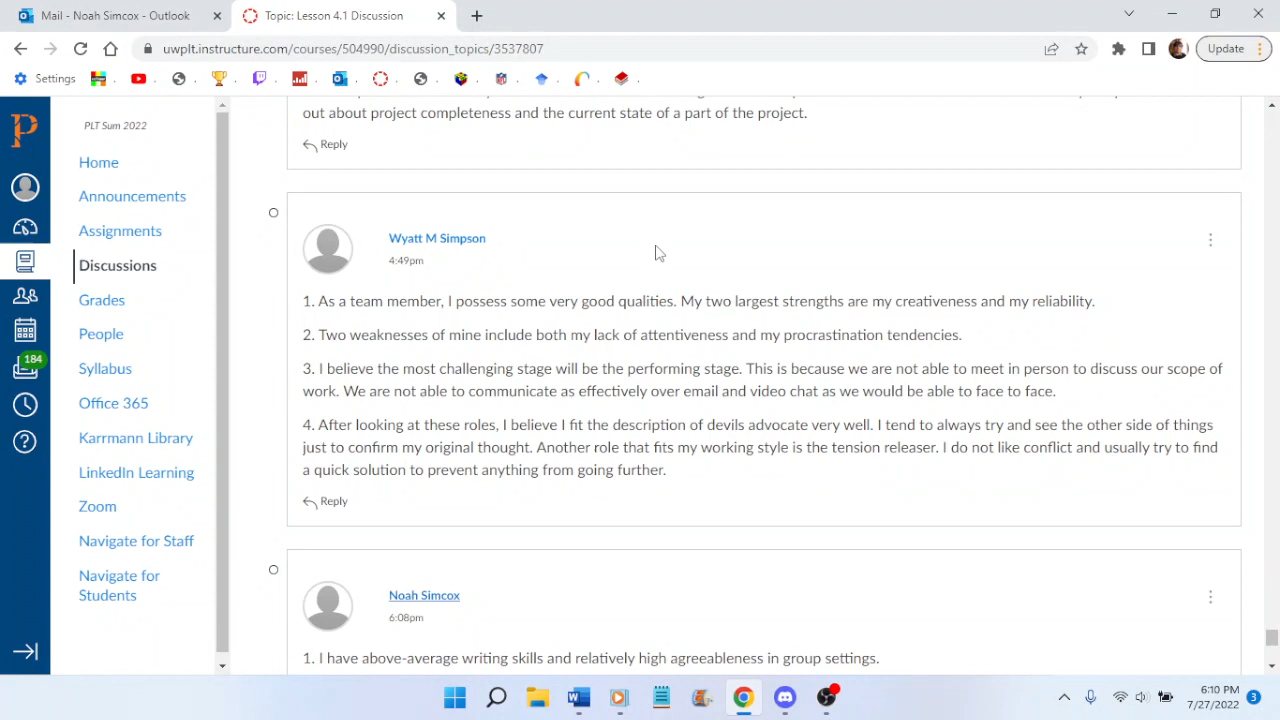 Mail - Noah Simcox - Outlook
Topic: Lesson 4.1 Discussion
uwplt.instructure.com/courses/504990/discussion_topics/3537807
Update
Settings
PLT Sum 2022
Home
Announcements
Assignments
Discussions
Grades
People
Syllabus
Office 365
Karrmann Library
LinkedIn Learning
Zoom
Navigate for Staff
Navigate for
Students
184
out about project completeness and the current state of a part of the project.
Reply
Wyatt M Simpson
4:49pm
1. As a team member, I possess some very good qualities. My two largest strengths are my creativeness and my reliability.
2. Two weaknesses of mine include both my lack of attentiveness and my procrastination tendencies.
3. I believe the most challenging stage will be the performing stage. This is because we are not able to meet in person to discuss our scope of
work. We are not able to communicate as effectively over email and video chat as we would be able to face to face.
4. After looking at these roles, I believe I fit the description of devils advocate very well. I tend to always try and see the other side of things
just to confirm my original thought. Another role that fits my working style is the tension releaser. I do not like conflict and usually try to find
a quick solution to prevent anything from going further.
Reply
Noah Simcox
6:08pm
1. I have above-average writing skills and relatively high agreeableness in group settings.
6:10 PM
7/27/2022
3